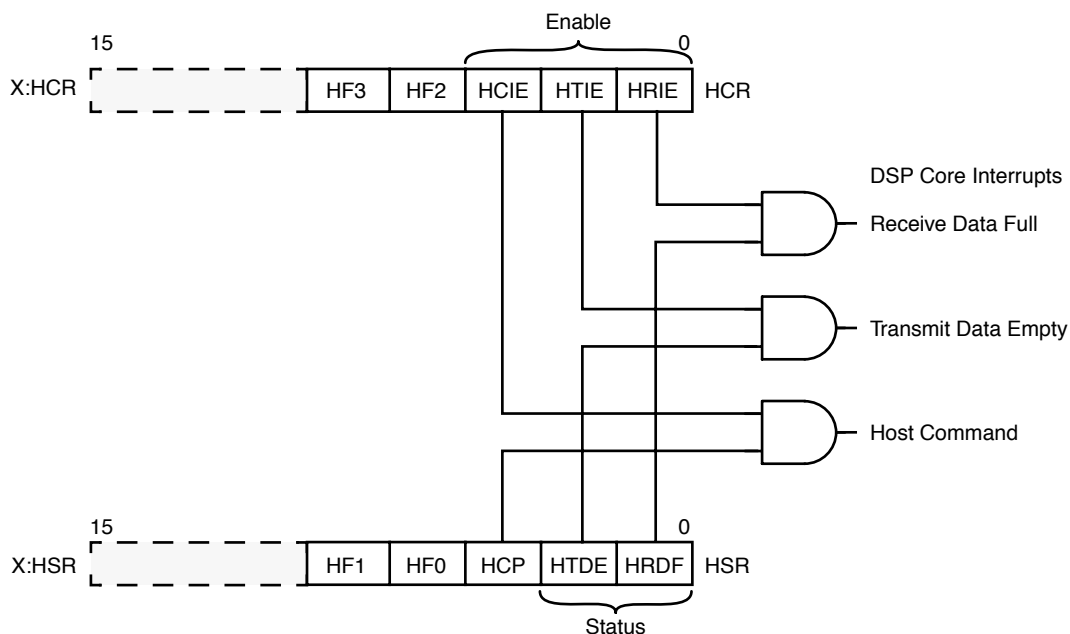 Enable
15 0
X:HCR HF3 HF2 HCIE HTIE HRIE HCR
DSP Core Interrupts
Receive Data Full
Transmit Data Empty
Host Command
15 0
X:HSR HF1 HF0 HCP HTDE HRDF HSR
Status